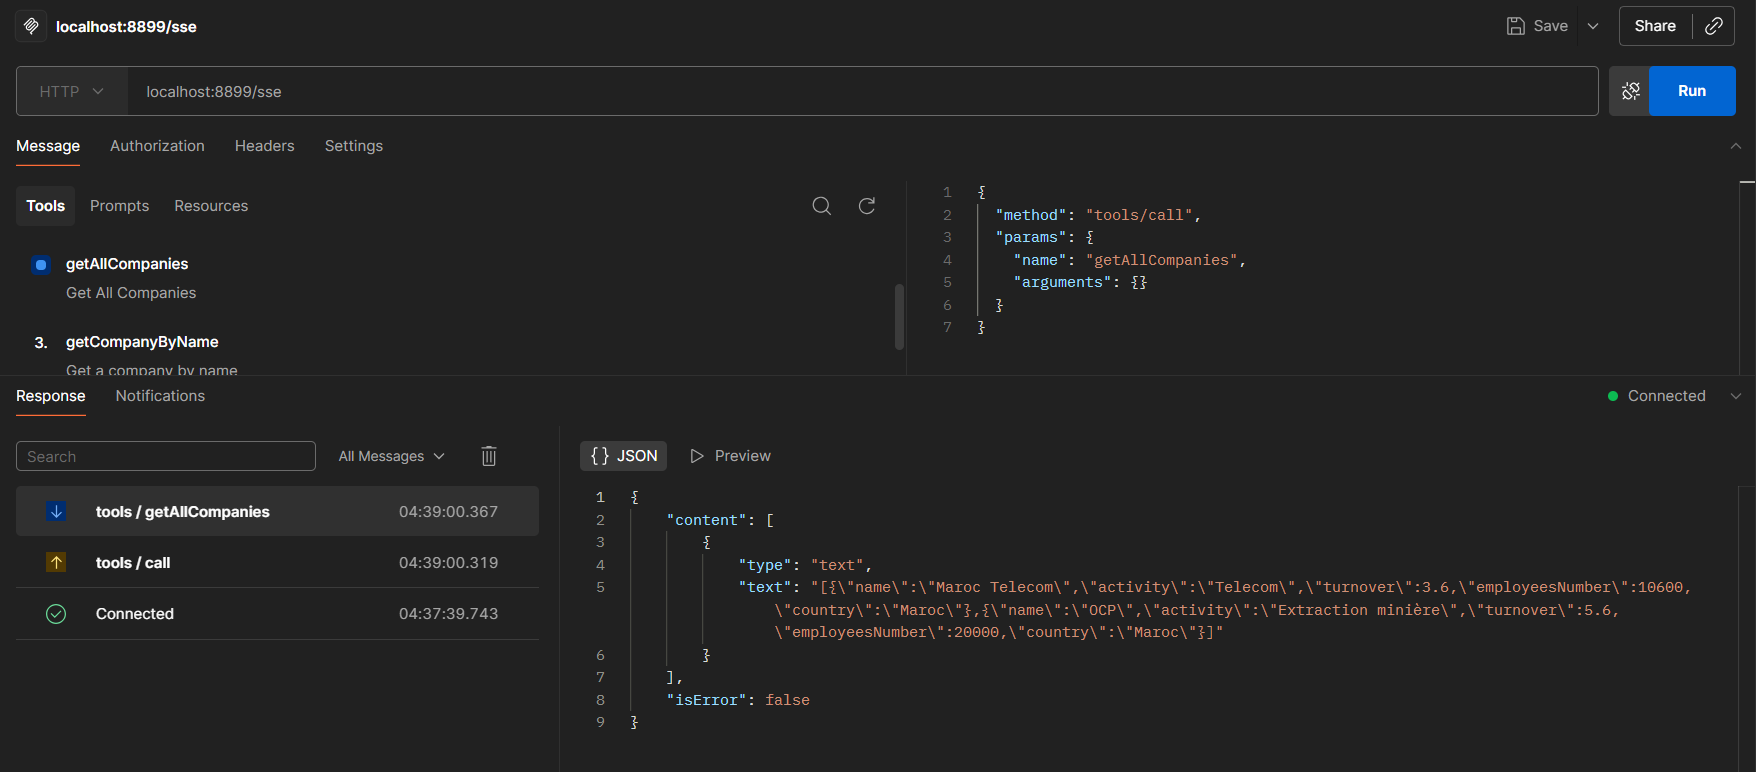 localhost:8899/sse
Save
Share
HTTP
localhost:8899/sse
Run
Message
Authorization
Headers
Settings
Tools
Prompts
Resources
getAllCompanies
Get All Companies
3. getCompanyByName
Get a company by name
1 {
2 "method": "tools/call",
3 "params": {
4 "name": "getAllCompanies",
5 "arguments": {}
6 }
7 }
Response
Notifications
Connected
Search
All Messages
tools / getAllCompanies 04:39:00.367
tools / call 04:39:00.319
Connected 04:37:39.743
{} JSON
Preview
1 {
2 "content": [
3 {
4 "type": "text",
5 "text": "[{\"name\":\"Maroc Telecom\",\"activity\":\"Telecom\",\"turnover\":3.6,\"employeesNumber\":10600,
\"country\":\"Maroc\"},{\"name\":\"OCP\",\"activity\":\"Extraction minière\",\"turnover\":5.6,
\"employeesNumber\":20000,\"country\":\"Maroc\"}]"
6 }
7 ],
8 "isError": false
9 }